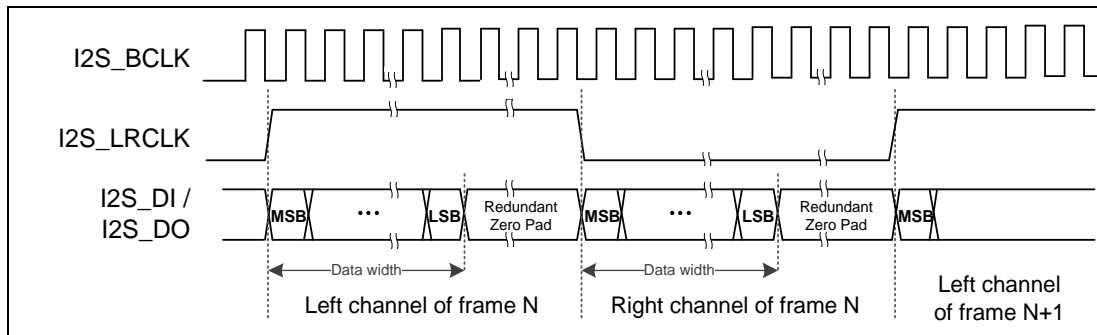 I2S_BCLK
I2S_LRCLK
I2S_DI /
I2S_DO
MSB
...
LSB
Redundant
Zero Pad
MSB
...
LSB
Redundant
Zero Pad
MSB
Data width
Data width
Left channel of frame N
Right channel of frame N
Left channel
of frame N+1